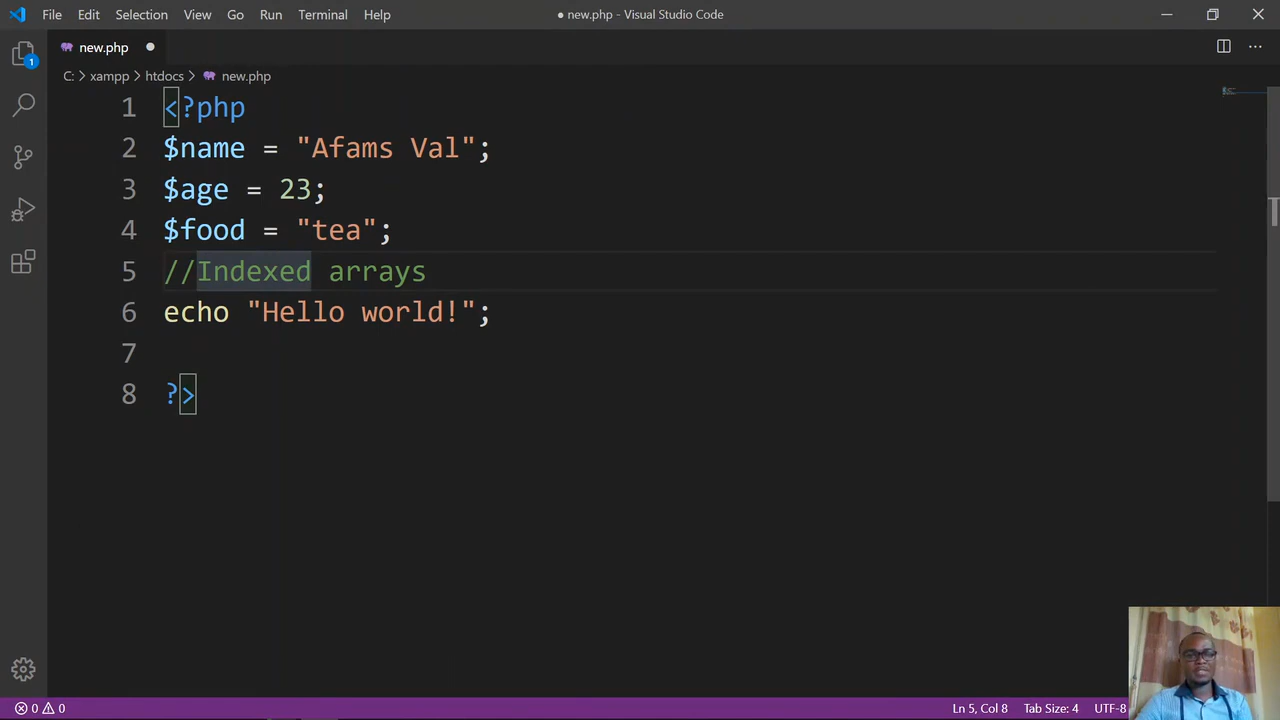 File Edit Selection View Go Run Terminal Help ● new.php - Visual Studio Code
new.php
C: > xampp > htdocs > new.php
1 <?php
2 $name = "Afams Val";
3 $age = 23;
4 $food = "tea";
5 //Indexed arrays
6 echo "Hello world!";
7
8 ?>
1
0 0 Ln 5, Col 8 Tab Size: 4 UTF-8